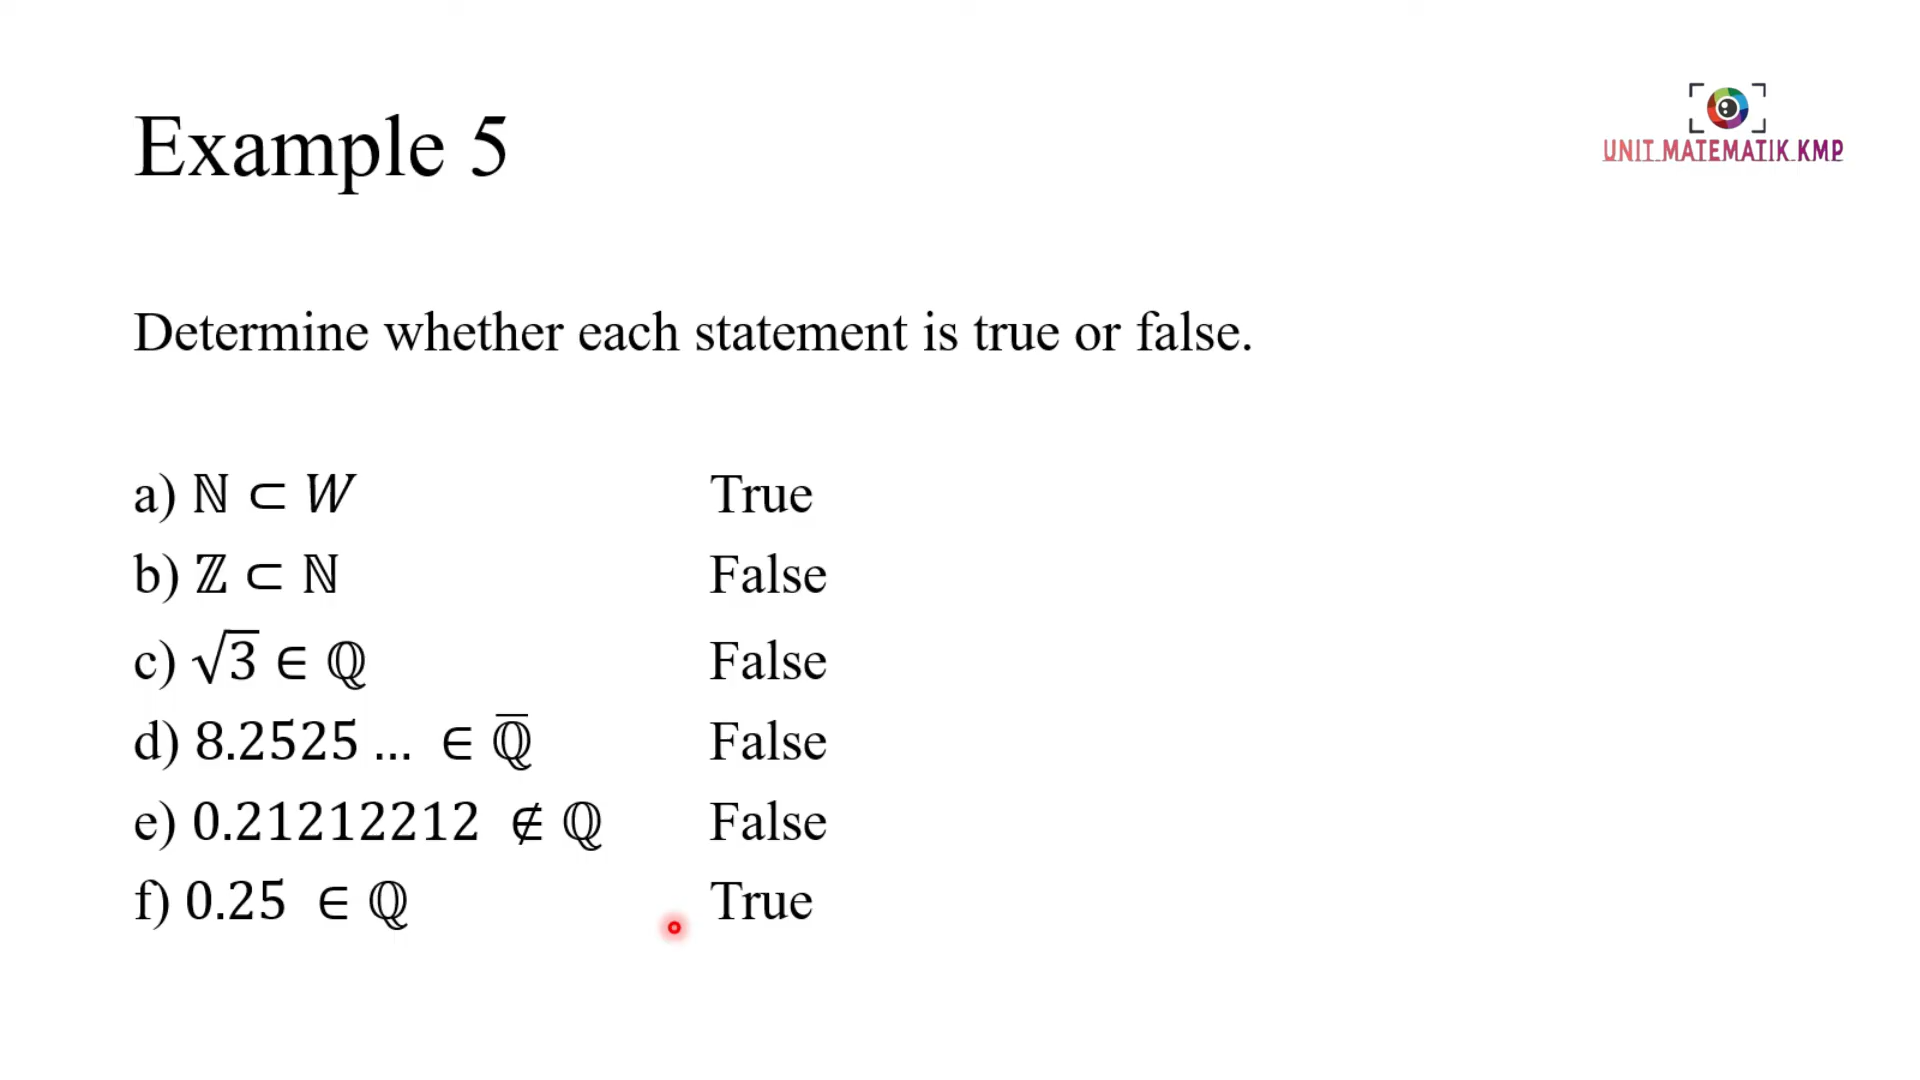 UNIT MATEMATIK KMP
Example 5
Determine whether each statement is true or false.
a) ℕ ⊂ W True
b) ℤ ⊂ ℕ False
c) √3 ∈ ℚ False
d) 8.2525 … ∈ ℚ̅ False
e) 0.21212212 ∉ ℚ False
f) 0.25 ∈ ℚ True